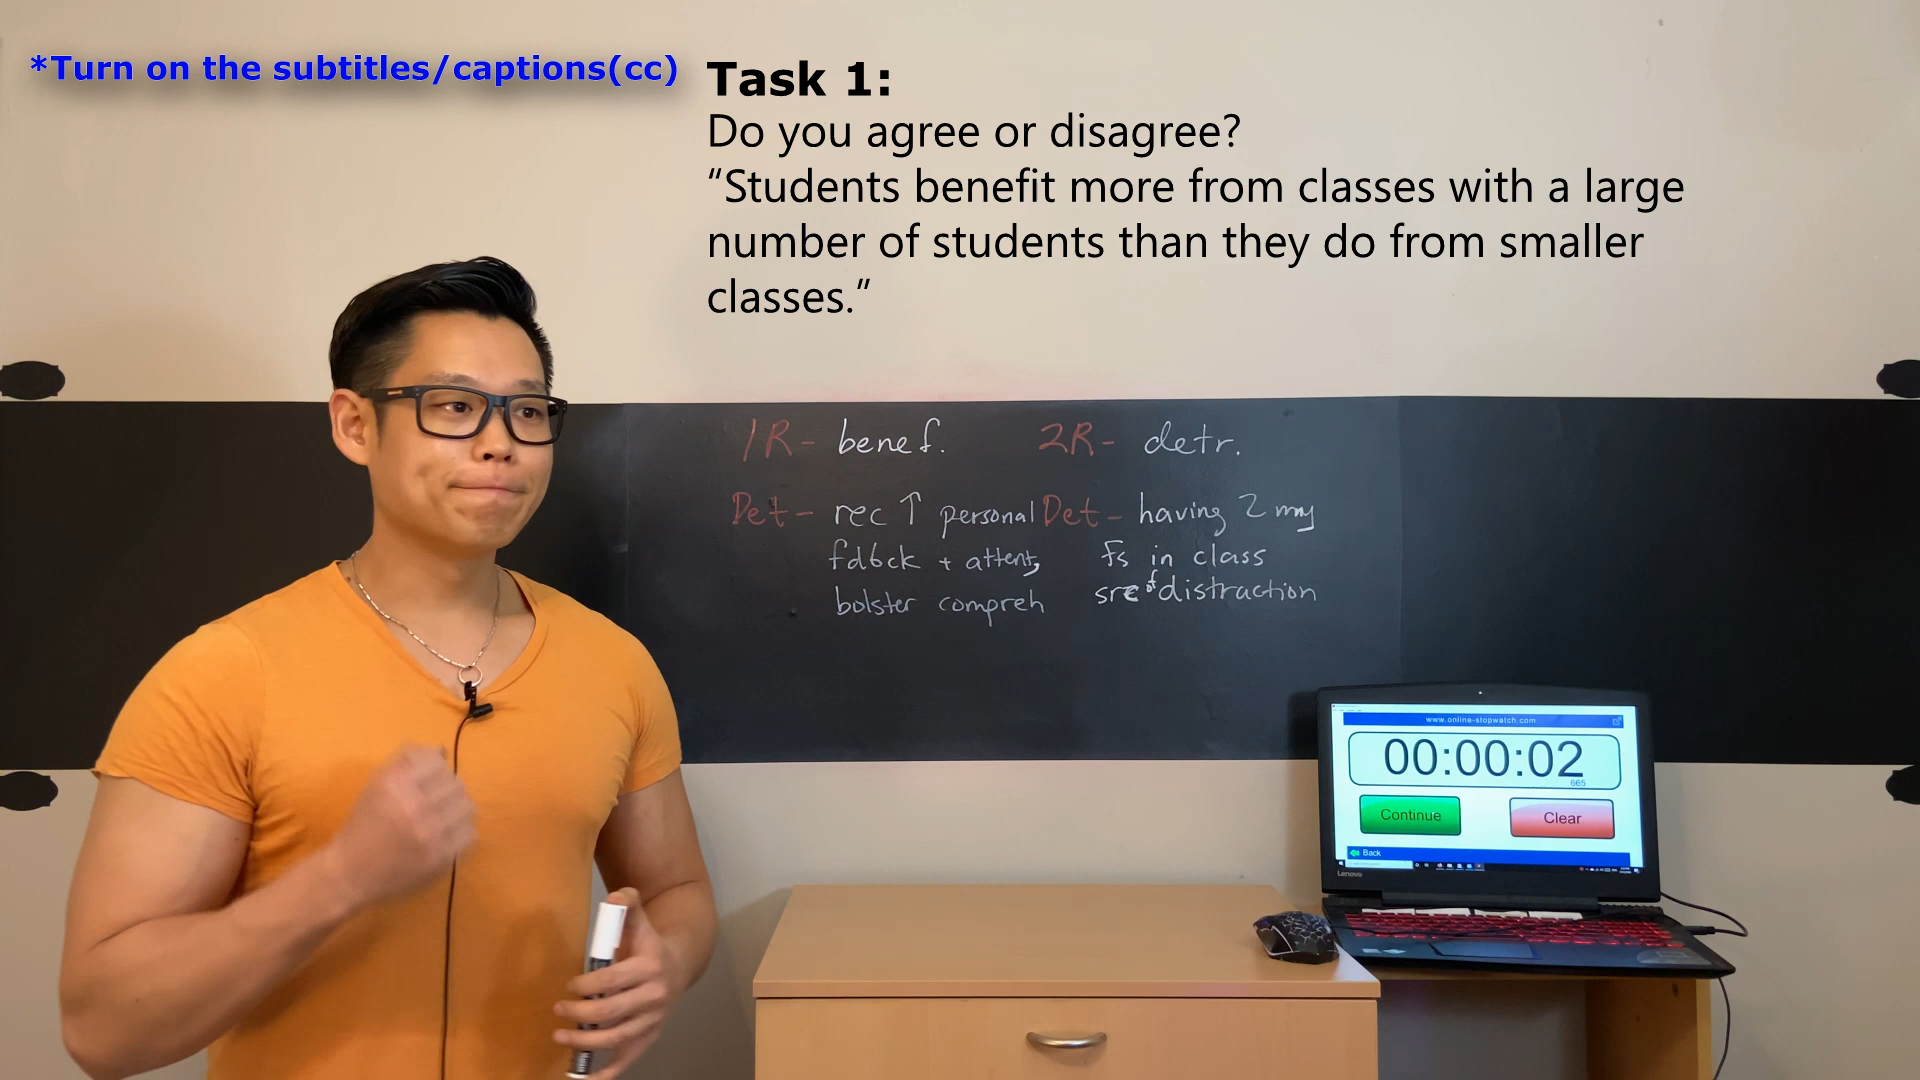 *Turn on the subtitles/captions(cc)
Task 1:
Do you agree or disagree?
“Students benefit more from classes with a large
number of students than they do from smaller
classes.”
1R- benef.
Det- rec ↑ personal
fdbck + attent,
bolster compreh
2R- detr.
Det- having 2 my
fs in class
src of distraction
www.online-stopwatch.com
00:00:02
665
Continue
Clear
Back
Lenovo